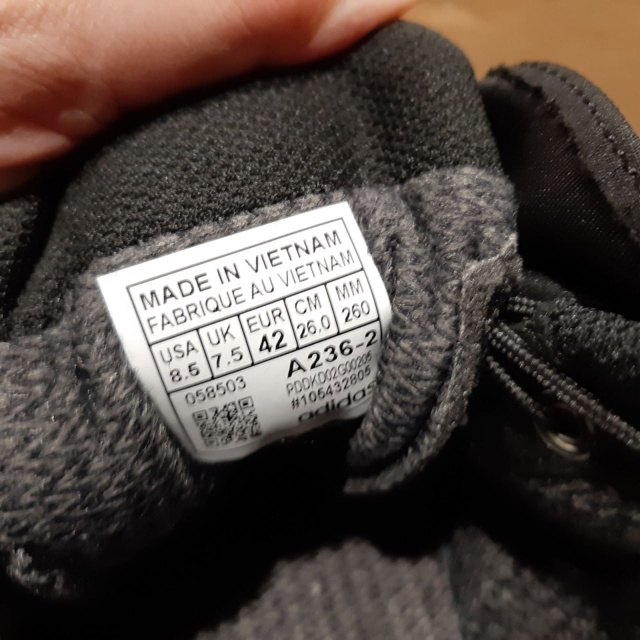 MADE IN VIETNAM
FABRIQUE AU VIETNAM
USA UK EUR CM MM
8.5 7.5 42 26.0 260
A236-2
058503
#105432805
adidas